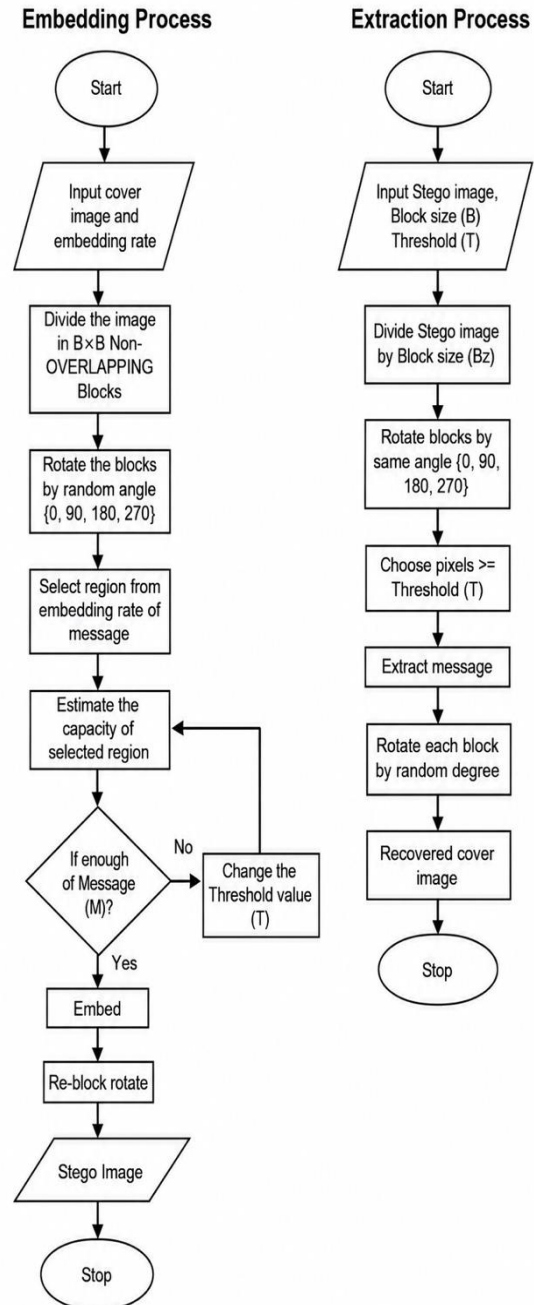 Embedding Process
Start
Input cover
image and
embedding rate
Divide the image
in B×B Non-
OVERLAPPING
Blocks
Rotate the blocks
by random angle
{0, 90, 180, 270}
Select region from
embedding rate of
message
Estimate the
capacity of
selected region
If enough
of Message
(M)?
No
Change the
Threshold value
(T)
Yes
Embed
Re-block rotate
Stego Image
Stop
Extraction Process
Start
Input Stego image,
Block size (B)
Threshold (T)
Divide Stego image
by Block size (Bz)
Rotate blocks by
same angle {0, 90,
180, 270}
Choose pixels >=
Threshold (T)
Extract message
Rotate each block
by random degree
Recovered cover
image
Stop